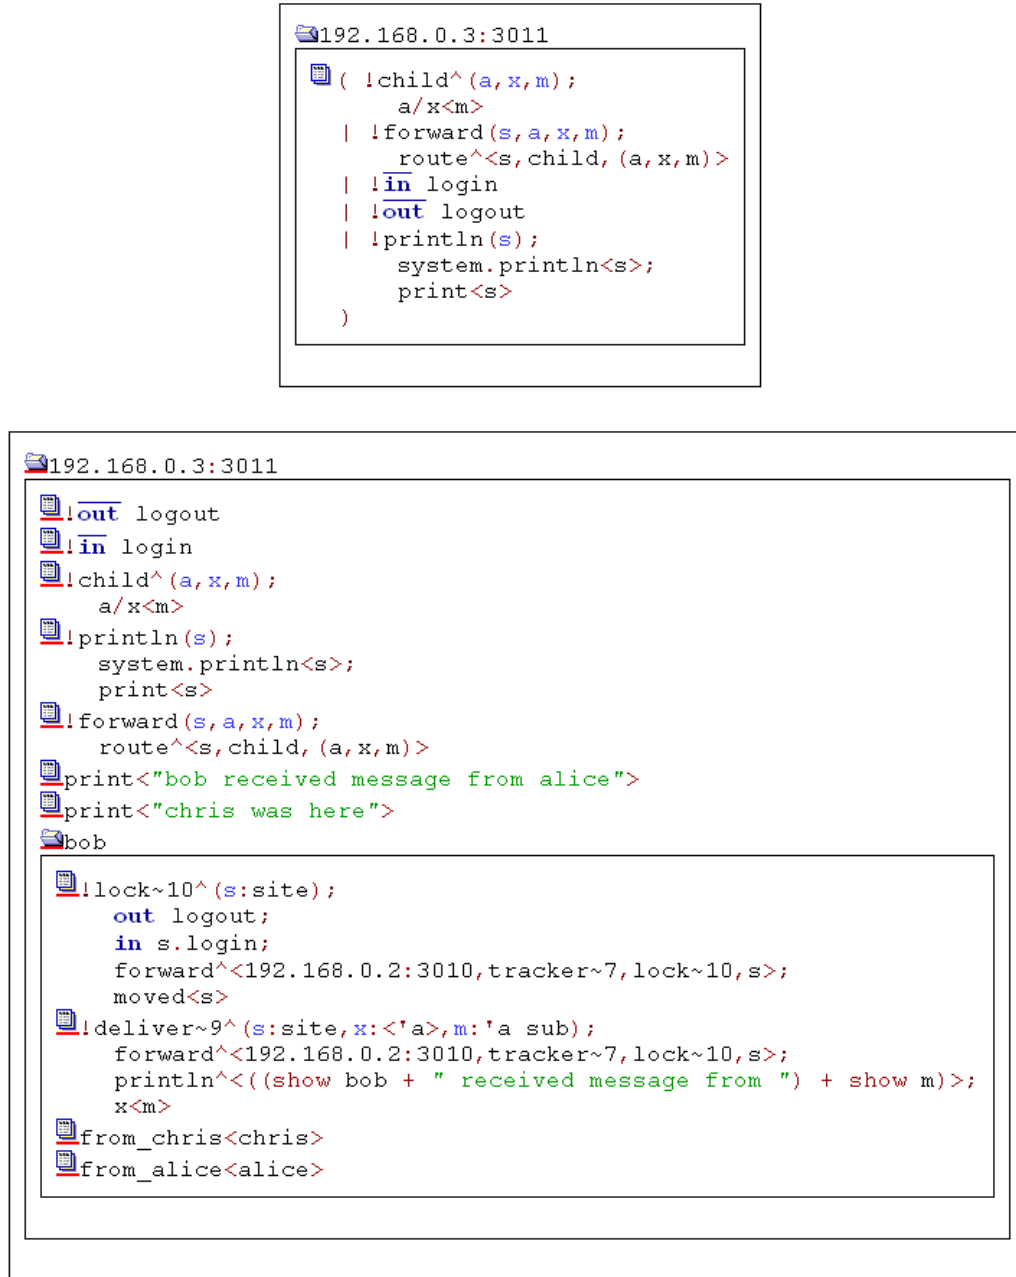 192.168.0.3:3011
( !child^(a,x,m);
a/x<m>
| !forward(s,a,x,m);
route^<s,child,(a,x,m)>
| !in login
| !out logout
| !println(s);
system.println<s>;
print<s>
)
192.168.0.3:3011
!out logout
!in login
!child^(a,x,m);
a/x<m>
!println(s);
system.println<s>;
print<s>
!forward(s,a,x,m);
route^<s,child,(a,x,m)>
print<"bob received message from alice">
print<"chris was here">
bob
!lock~10^(s:site);
out logout;
in s.login;
forward^<192.168.0.2:3010,tracker~7,lock~10,s>;
moved<s>
!deliver~9^(s:site,x:<'a>,m:'a sub);
forward^<192.168.0.2:3010,tracker~7,lock~10,s>;
println^<((show bob + " received message from ") + show m)>;
x<m>
from_chris<chris>
from_alice<alice>